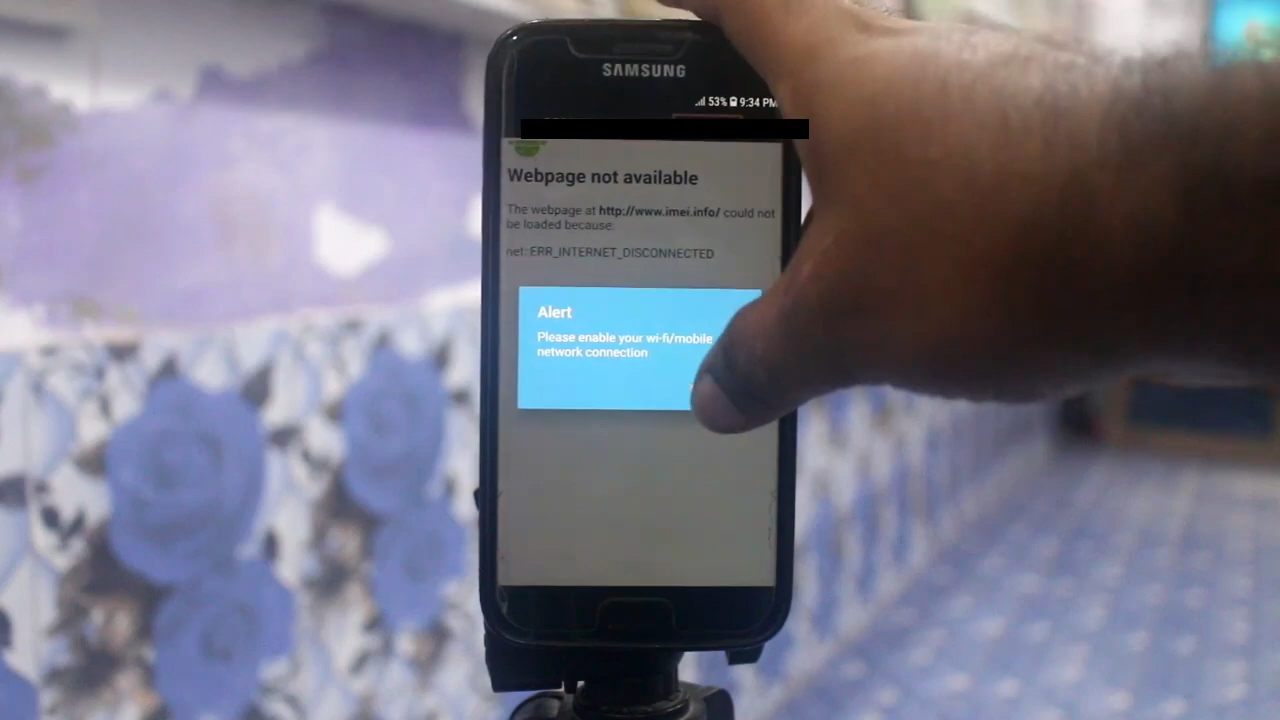 SAMSUNG
53% 9:34 PM
Webpage not available
The webpage at http://www.imei.info/ could not
be loaded because:
net::ERR_INTERNET_DISCONNECTED
Alert
Please enable your wi-fi/mobile
network connection